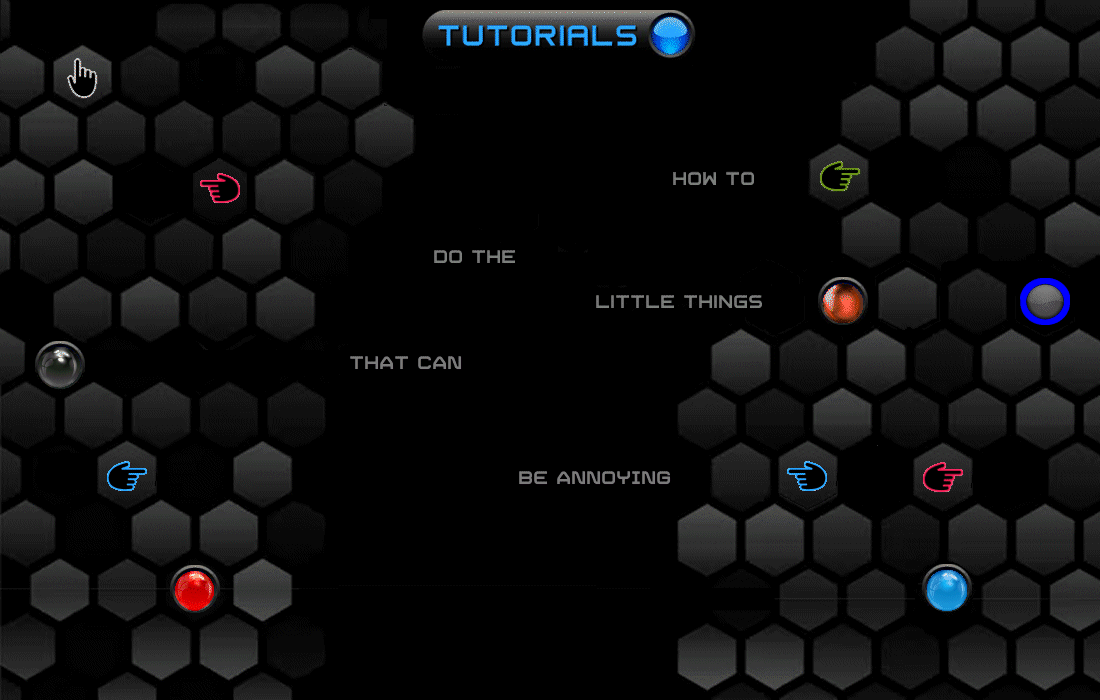 TUTORIALS
HOW TO
DO THE
LITTLE THINGS
THAT CAN
BE ANNOYING